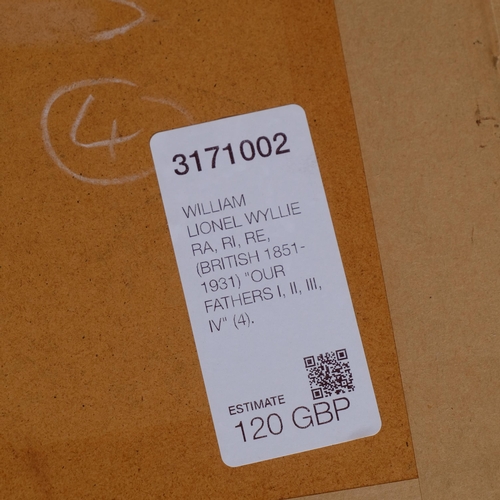 4
3171002
WILLIAM
LIONEL WYLLIE
RA, RI, RE,
(BRITISH 1851-
1931) "OUR
FATHERS I, II, III,
IV" (4).
ESTIMATE
120 GBP